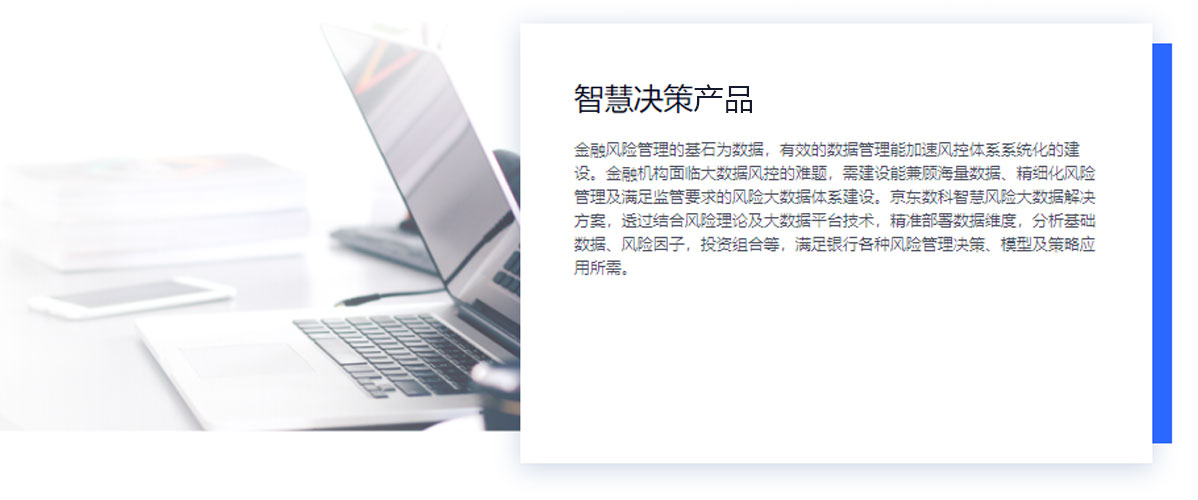 智慧决策产品
金融风险管理的基石为数据，有效的数据管理能加速风控体系系统化的建
设。金融机构面临大数据风控的难题，需建设能兼顾海量数据、精细化风险
管理及满足监管要求的风险大数据体系建设。京东数科智慧风险大数据解决
方案，透过结合风险理论及大数据平台技术，精准部署数据维度，分析基础
数据、风险因子，投资组合等，满足银行各种风险管理决策、模型及策略应
用所需。